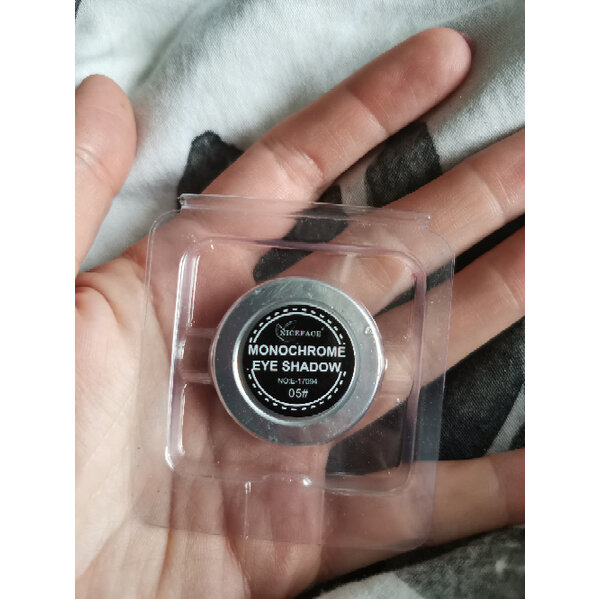 NICEFACE
MONOCHROME
EYE SHADOW
NO:E-17094
05#